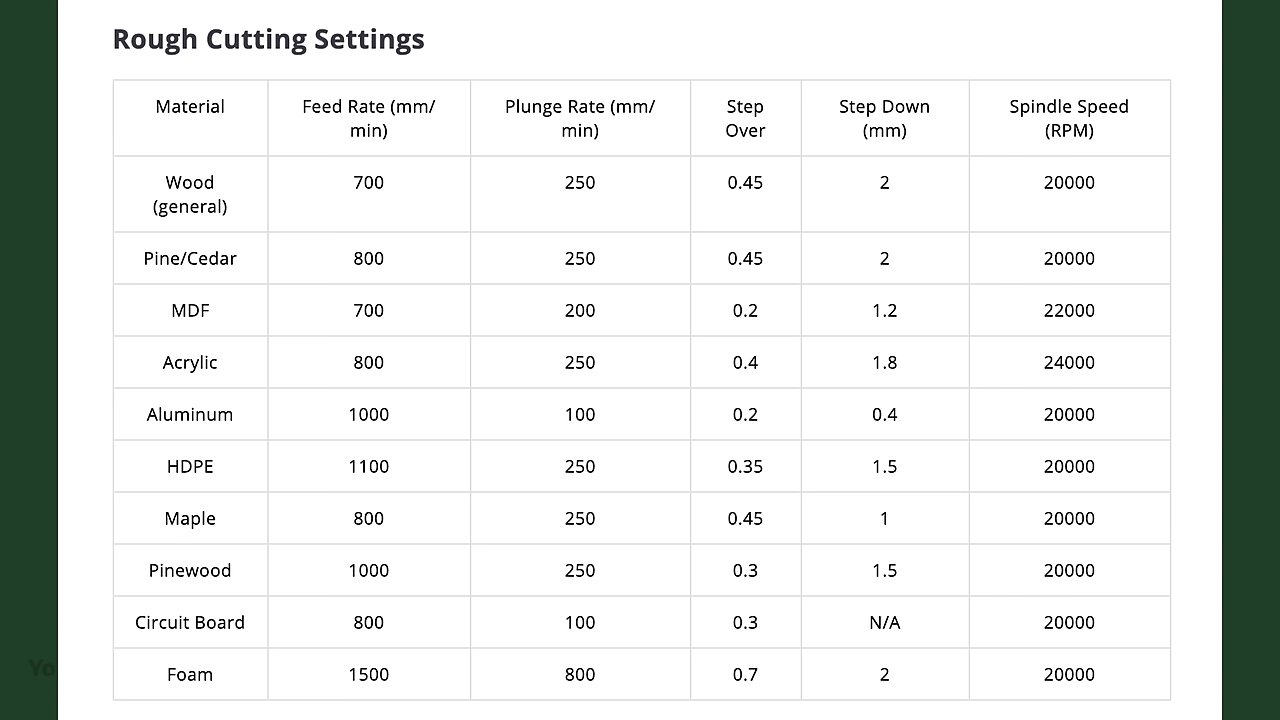 Rough Cutting Settings
Material Feed Rate (mm/ Plunge Rate (mm/ Step Step Down Spindle Speed
min) min) Over (mm) (RPM)
Wood 700 250 0.45 2 20000
(general)
Pine/Cedar 800 250 0.45 2 20000
MDF 700 200 0.2 1.2 22000
Acrylic 800 250 0.4 1.8 24000
Aluminum 1000 100 0.2 0.4 20000
HDPE 1100 250 0.35 1.5 20000
Maple 800 250 0.45 1 20000
Pinewood 1000 250 0.3 1.5 20000
Circuit Board 800 100 0.3 N/A 20000
Foam 1500 800 0.7 2 20000